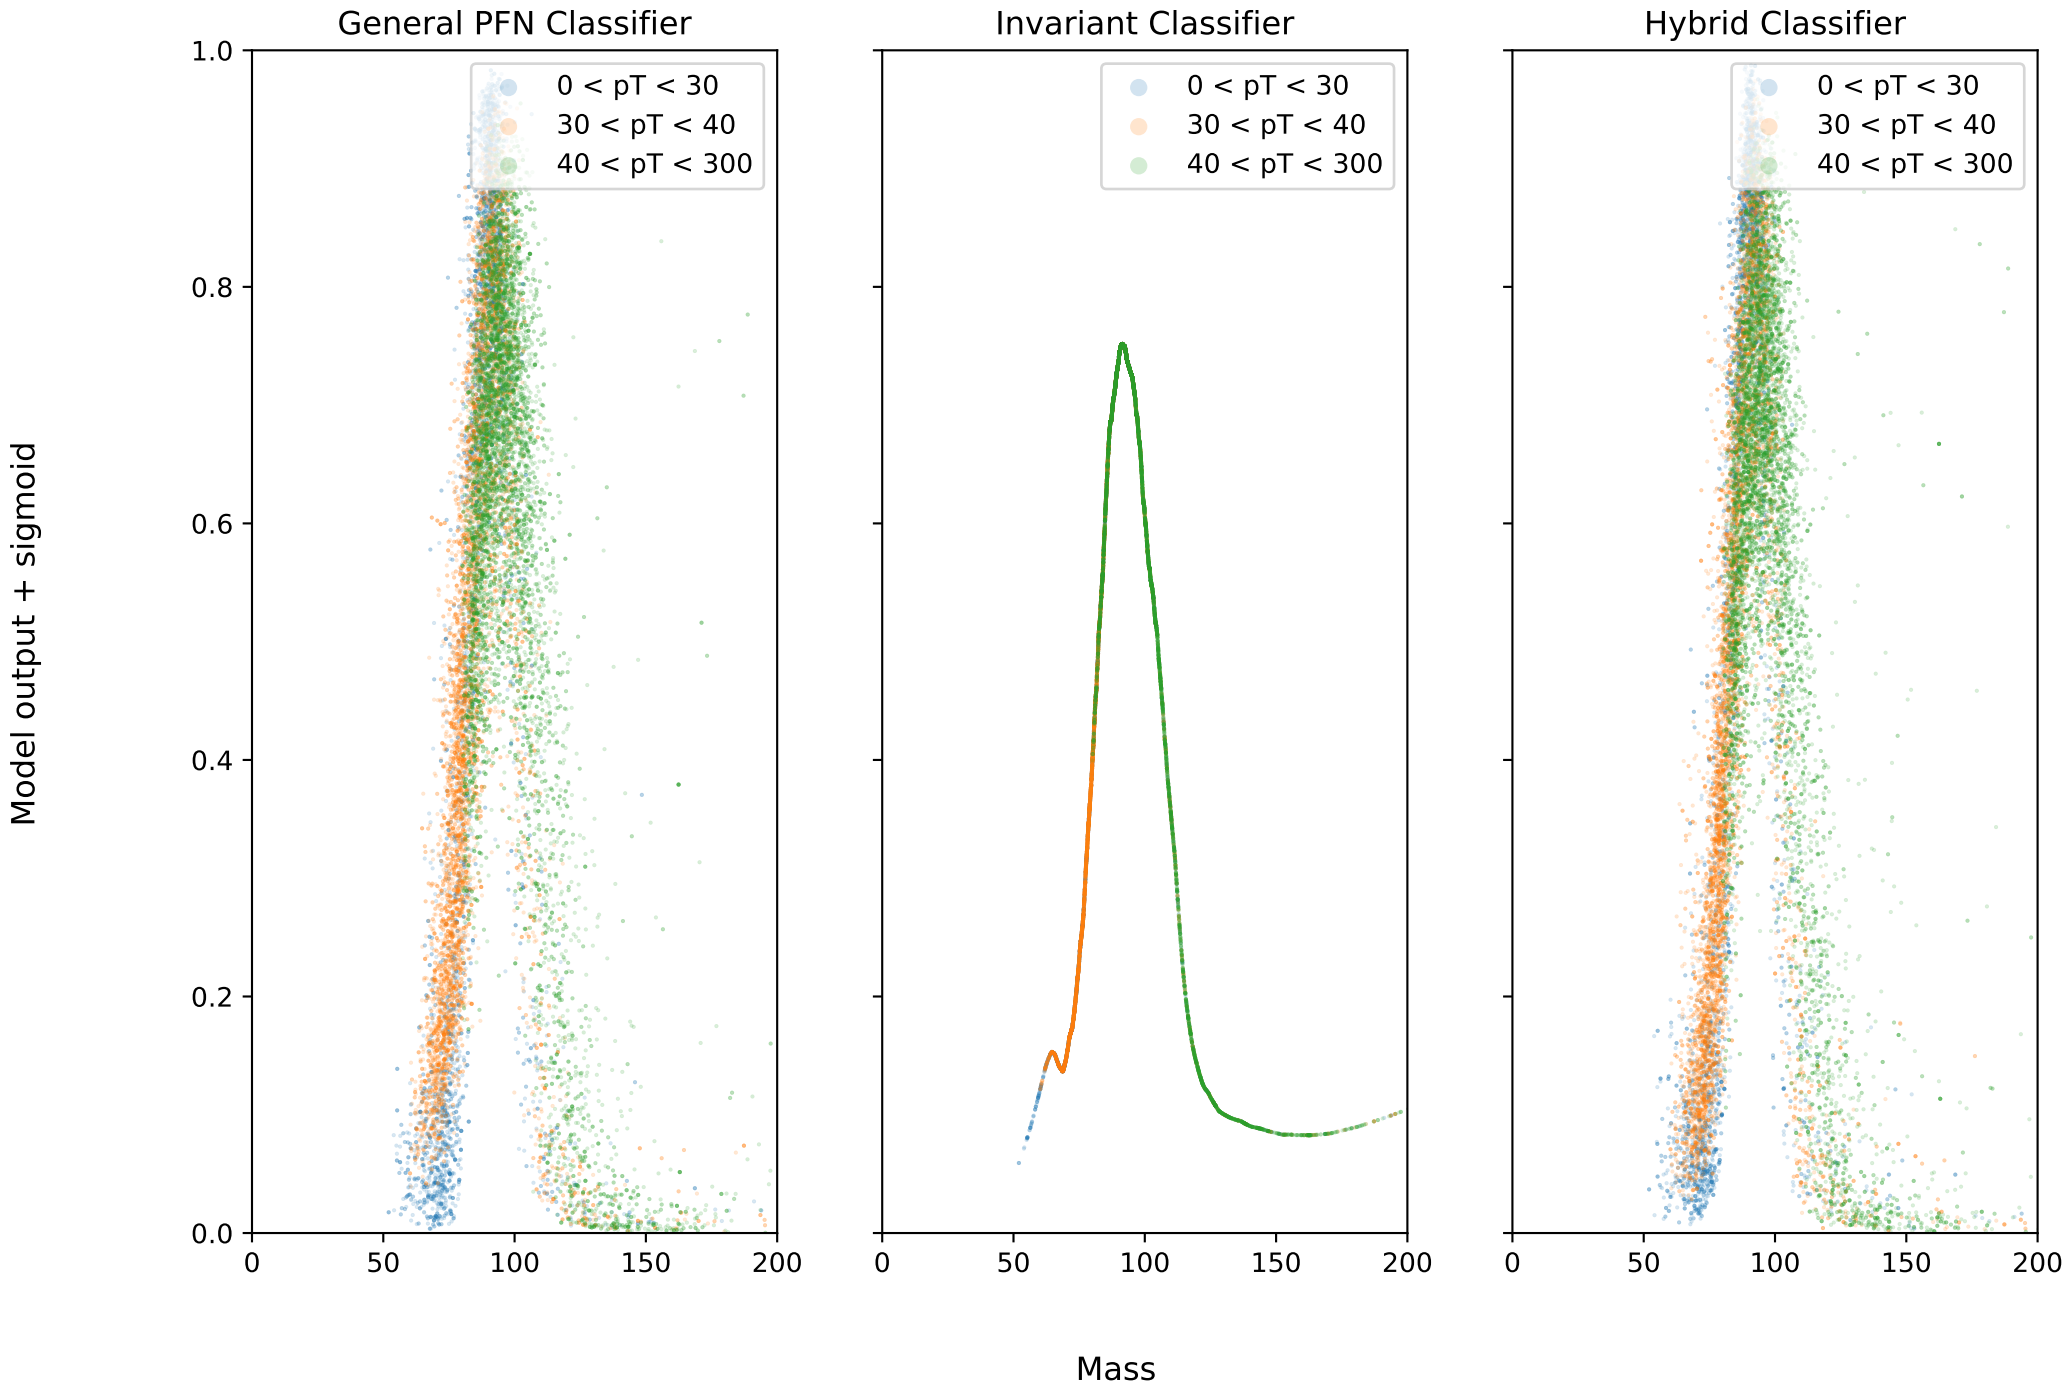 General PFN Classifier
Invariant Classifier
Hybrid Classifier
0 < pT < 30
30 < pT < 40
40 < pT < 300
0 < pT < 30
30 < pT < 40
40 < pT < 300
0 < pT < 30
30 < pT < 40
40 < pT < 300
Model output + sigmoid
1.0
0.8
0.6
0.4
0.2
0.0
0 50 100 150 200
0 50 100 150 200
0 50 100 150 200
Mass